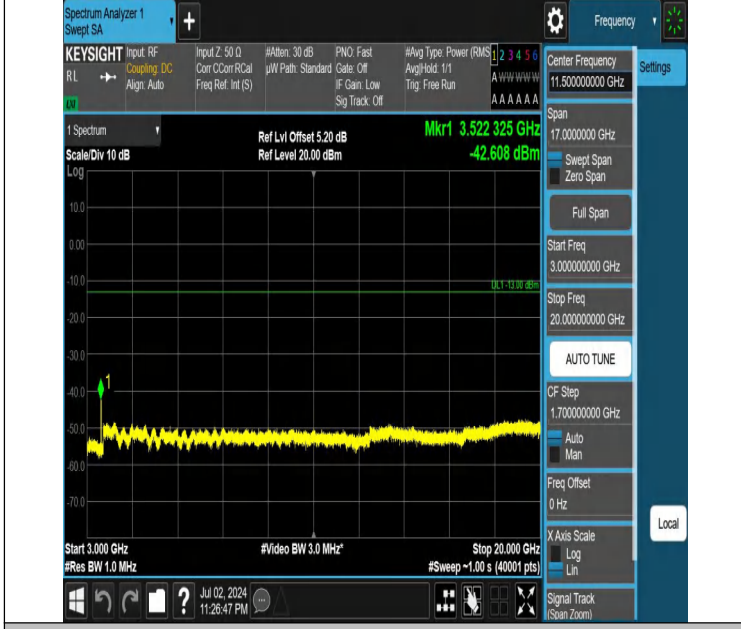 Spectrum Analyzer 1
Swept SA
Frequency
KEYSIGHT
RL
Input: RF
Coupling: DC
Align: Auto
Input Z: 50 Ω
Corr CCorr RCal
Freq Ref: Int (S)
#Atten: 30 dB
µW Path: Standard
PNO: Fast
Gate: Off
IF Gain: Low
Sig Track: Off
#Avg Type: Power (RMS
Avg|Hold: 1/1
Trig: Free Run
1 2 3 4 5 6
A W W W W W
A A A A A A
LXI
1 Spectrum
Scale/Div 10 dB
Log
Ref Lvl Offset 5.20 dB
Ref Level 20.00 dBm
Mkr1 3.522 325 GHz
-42.608 dBm
10.0
0.00
-10.0
DL1 -13.00 dBm
-20.0
-30.0
-40.0
1
-50.0
-60.0
-70.0
Start 3.000 GHz
#Res BW 1.0 MHz
#Video BW 3.0 MHz*
Stop 20.000 GHz
#Sweep ~1.00 s (40001 pts)
Jul 02, 2024
11:26:47 PM
Center Frequency
11.500000000 GHz
Settings
Span
17.0000000 GHz
Swept Span
Zero Span
Full Span
Start Freq
3.000000000 GHz
Stop Freq
20.000000000 GHz
AUTO TUNE
CF Step
1.700000000 GHz
Auto
Man
Freq Offset
0 Hz
X Axis Scale
Log
Lin
Local
Signal Track
(Span Zoom)